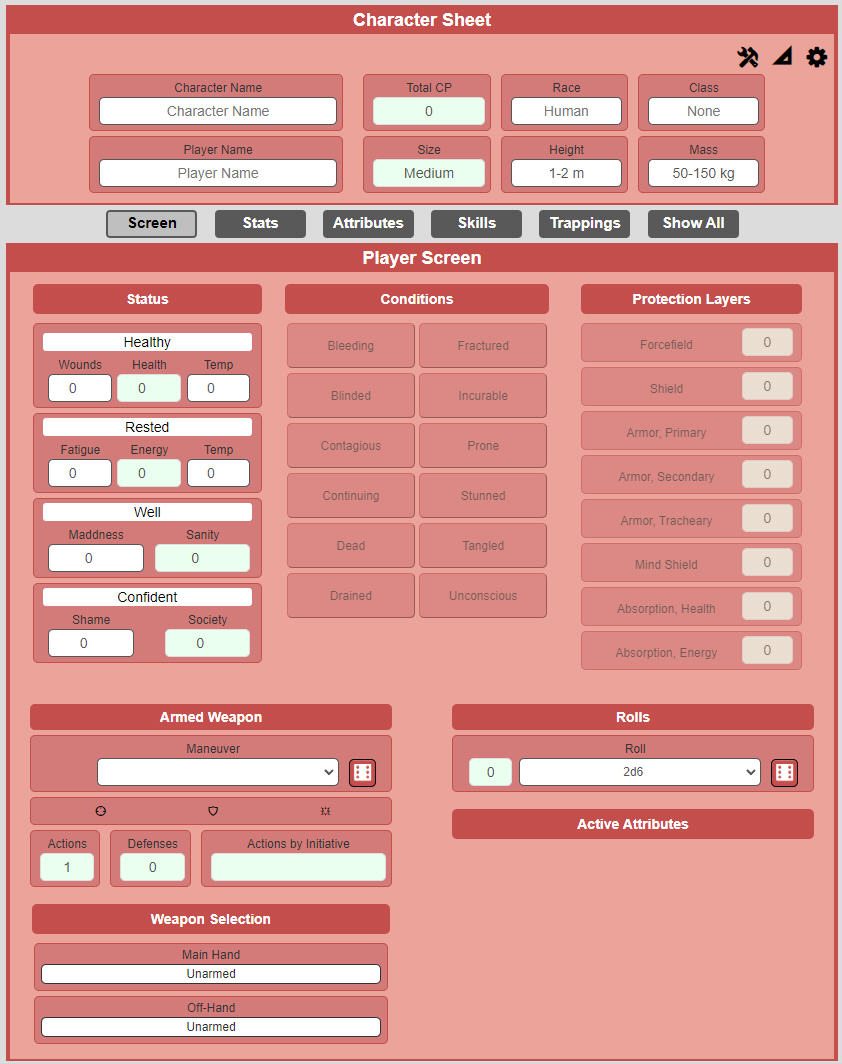 Character Sheet
Character Name
Total CP
Race
Class
Character Name
0
Human
None
Player Name
Size
Height
Mass
Player Name
Medium
1-2 m
50-150 kg
Screen
Stats
Attributes
Skills
Trappings
Show All
Player Screen
Status
Healthy
Wounds Health Temp
0 0 0
Rested
Fatigue Energy Temp
0 0 0
Well
Maddness Sanity
0 0
Confident
Shame Society
0 0
Conditions
Bleeding Fractured
Blinded Incurable
Contagious Prone
Continuing Stunned
Dead Tangled
Drained Unconscious
Protection Layers
Forcefield 0
Shield 0
Armor, Primary 0
Armor, Secondary 0
Armor, Tracheary 0
Mind Shield 0
Absorption, Health 0
Absorption, Energy 0
Armed Weapon
Maneuver
Actions Defenses Actions by Initiative
1 0
Weapon Selection
Main Hand
Unarmed
Off-Hand
Unarmed
Rolls
Roll
0 2d6
Active Attributes